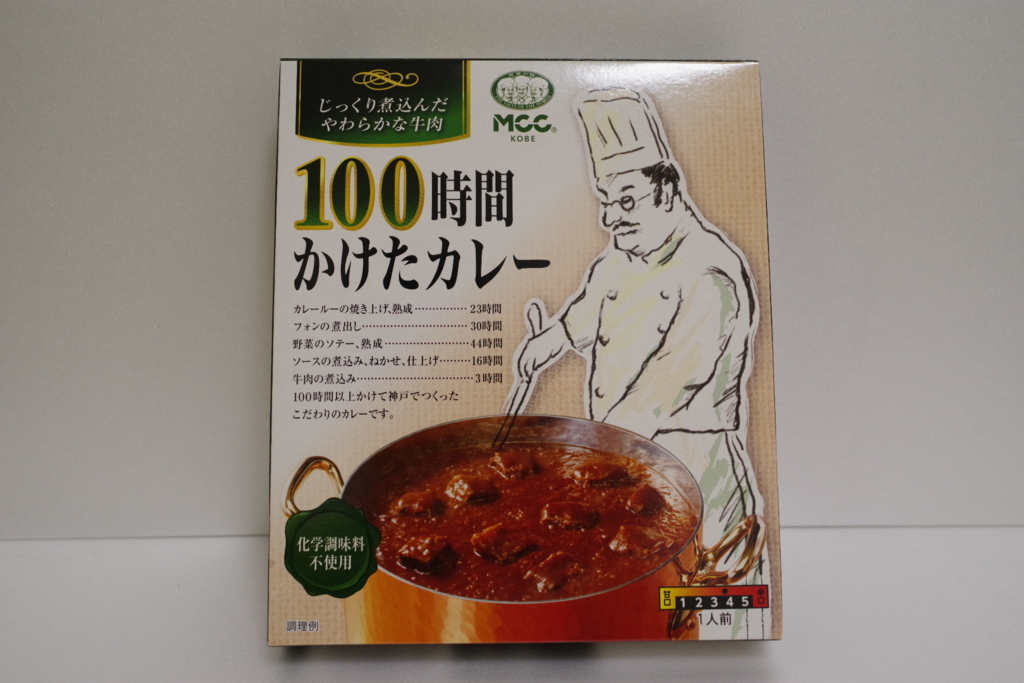 じっくり煮込んだ
やわらかな牛肉
MCC®
KOBE
100時間
かけたカレー
カレールーの焼き上げ、熟成……………23時間
フォンの煮出し……………………………30時間
野菜のソテー、熟成………………………44時間
ソースの煮込み、ねかせ、仕上げ………16時間
牛肉の煮込み………………………………3時間
100時間以上かけて神戸でつくった
こだわりのカレーです。
化学調味料
不使用
甘口 1 2 3 4 5 辛口
1人前
調理例